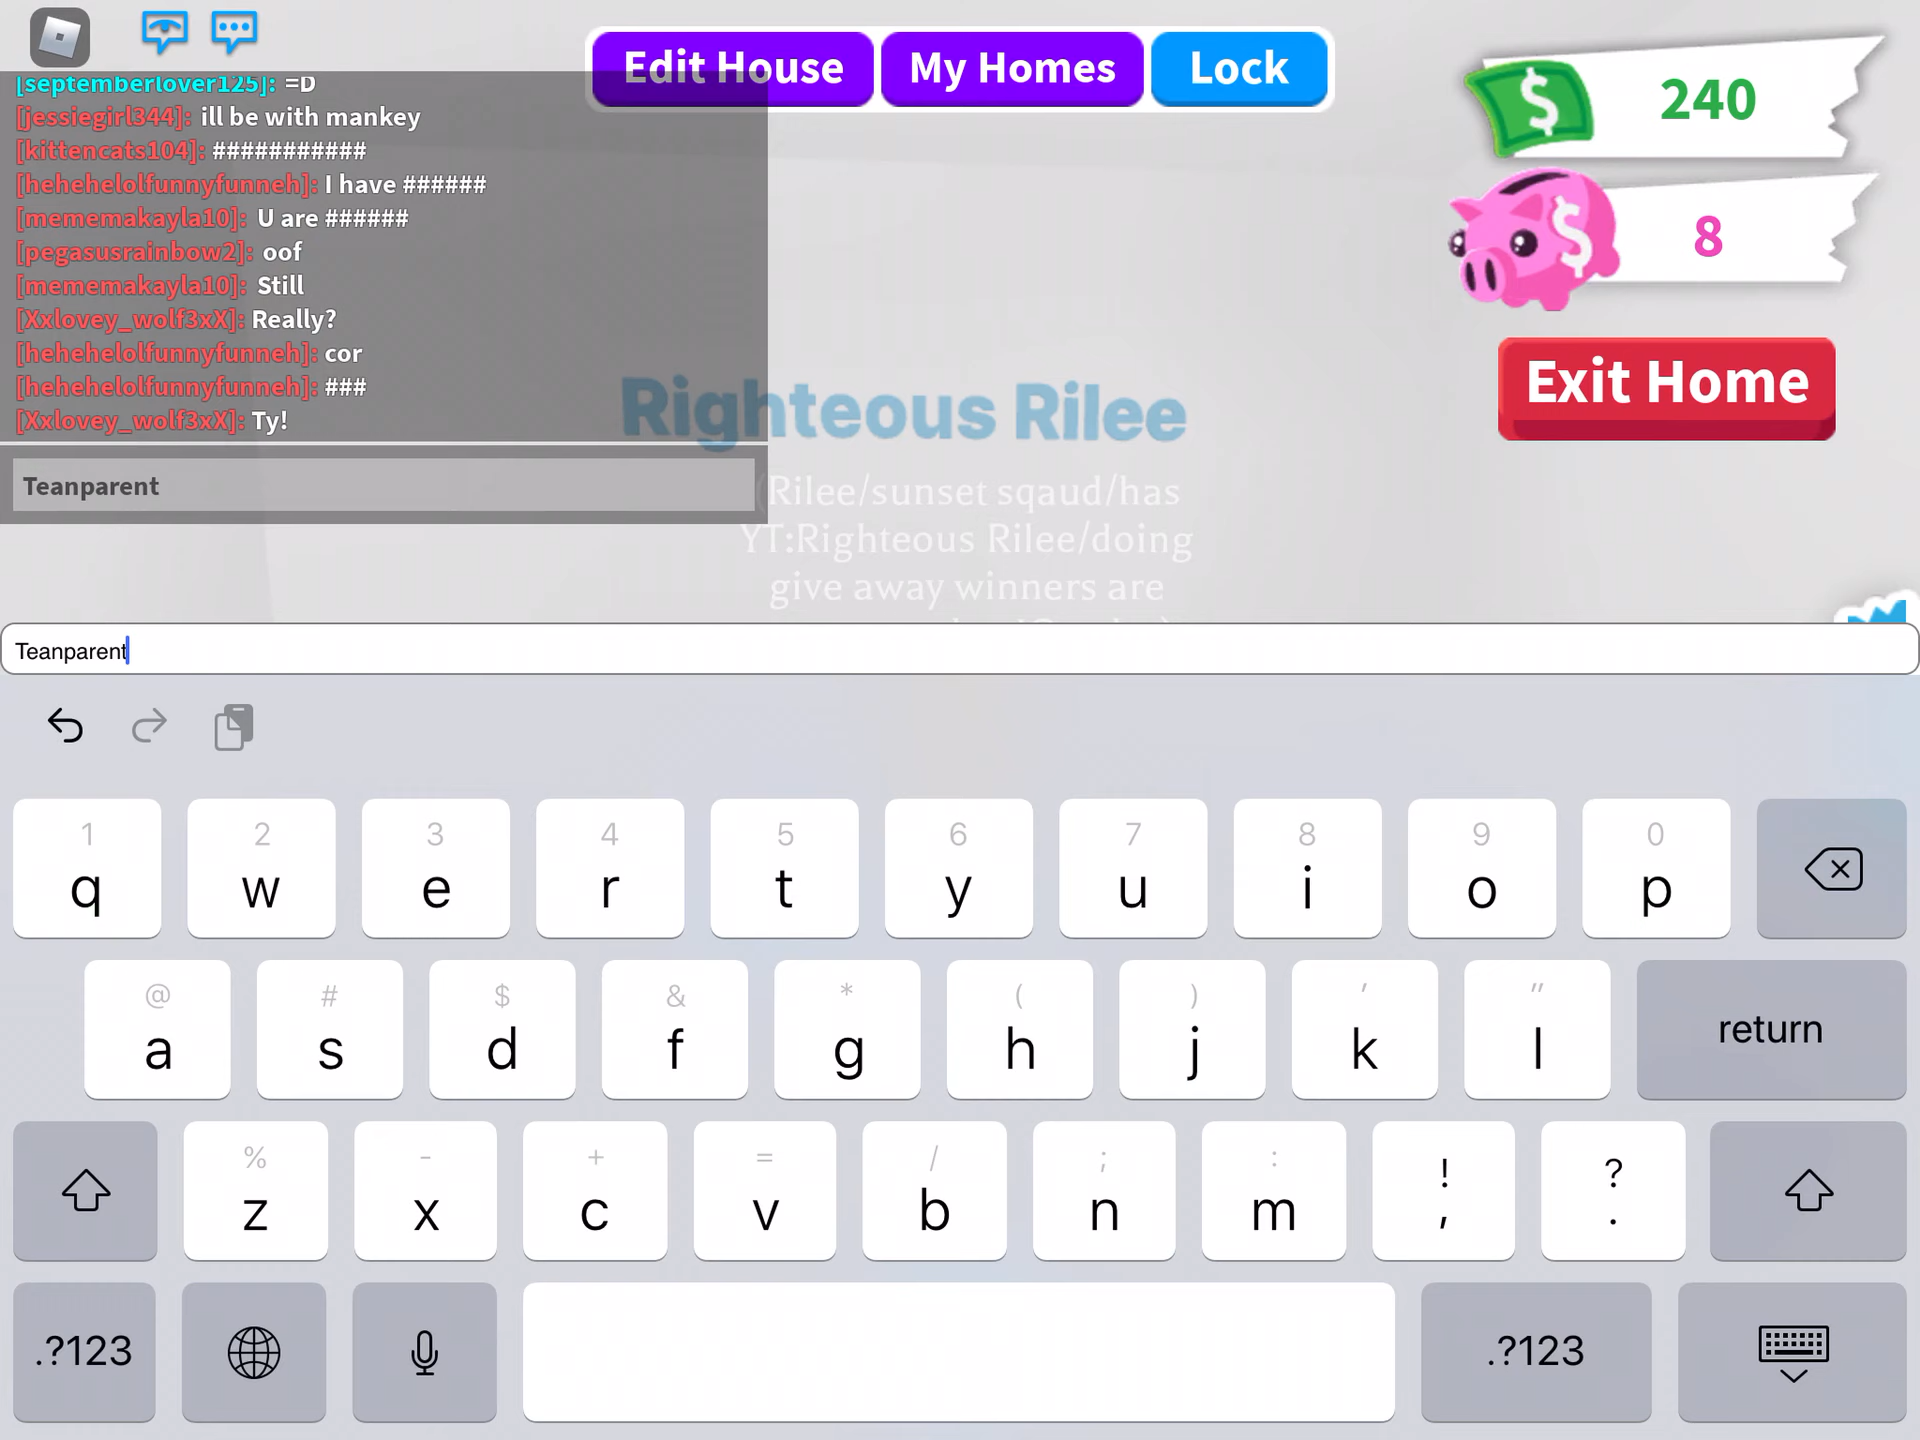 Edit House My Homes Lock
240
8
Exit Home
[septemberlover125]: =D
[jessiegirl344]: ill be with mankey
[kittencats104]: ###########
[hehehelolfunnyfunneh]: I have ######
[mememakayla10]: U are ######
[pegasusrainbow2]: oof
[mememakayla10]: Still
[Xxlovey_wolf3xX]: Really?
[hehehelolfunnyfunneh]: cor
[hehehelolfunnyfunneh]: ###
[Xxlovey_wolf3xX]: Ty!
Teanparent
Righteous Rilee
(Rilee/sunset sqaud/has
YT:Righteous Rilee/doing
give away winners are
Teanparent
1 2 3 4 5 6 7 8 9 0
q w e r t y u i o p
@ # $ & * ( ) ' "
a s d f g h j k l return
% - + = / ; : ! ?
z x c v b n m , .
.?123 .?123